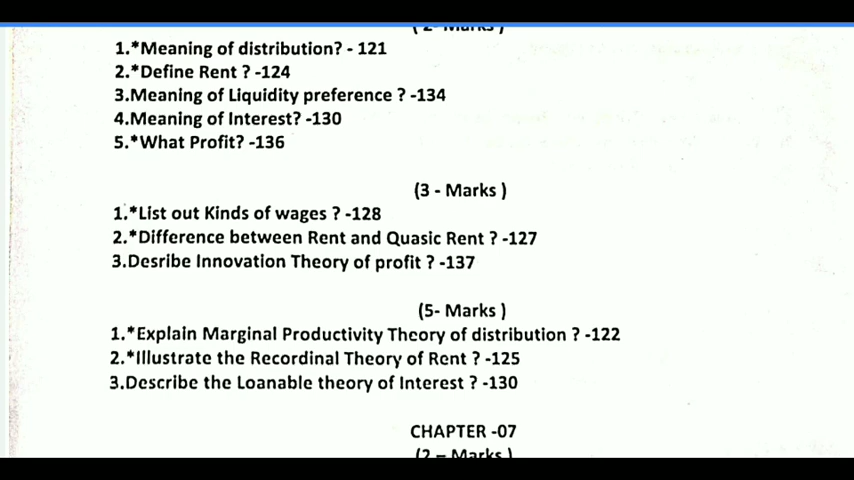 (2- Marks )
1.*Meaning of distribution? - 121
2.*Define Rent ? -124
3.Meaning of Liquidity preference ? -134
4.Meaning of Interest? -130
5.*What Profit? -136
(3 - Marks )
1.*List out Kinds of wages ? -128
2.*Difference between Rent and Quasic Rent ? -127
3.Desribe Innovation Theory of profit ? -137
(5- Marks )
1.*Explain Marginal Productivity Theory of distribution ? -122
2.*Illustrate the Recordinal Theory of Rent ? -125
3.Describe the Loanable theory of Interest ? -130
CHAPTER -07
(2 – Marks )